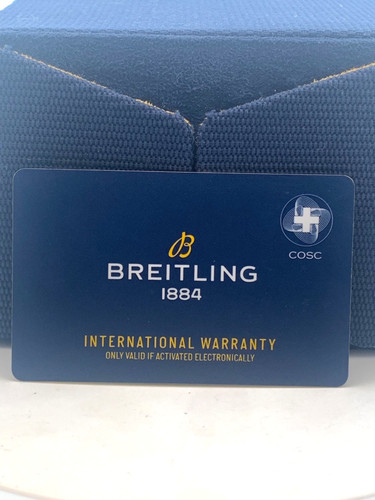 COSC
B
BREITLING
1884
INTERNATIONAL WARRANTY
ONLY VALID IF ACTIVATED ELECTRONICALLY